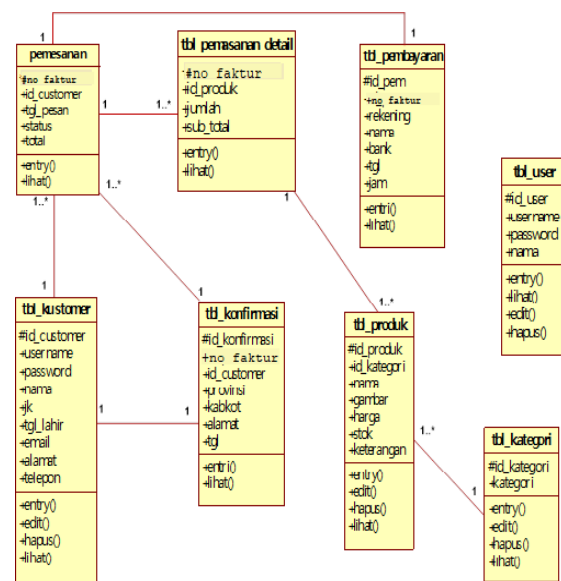 1
1
pemesanan
#no faktur
+id_customer
+tgl_pesan
+status
+total
+entry()
+lihat()
1
1..*
1..*
1..*
tbl pemasanan detail
#no faktur
+id_produk
+jumlah
+sub_total
+entry()
+lihat()
1
tbl_pembayaran
#id_pem
+no faktur
+rekening
+nama
+bank
+tgl
+jam
+entri()
+lihat()
tbl_user
#id_user
+username
+password
+nama
+entry()
+lihat()
+edit()
+hapus()
1
tbl_kustomer
#id_customer
+username
+password
+nama
+jk
+tgl_lahir
+email
+alamat
+telepon
+entry()
+edit()
+hapus()
+lihat()
1
1
1
tbl_konfirmasi
#id_konfirmasi
+no faktur
+id_customer
+provinsi
+kabkot
+alamat
+tgl
+entri()
+lihat()
1..*
tbl_produk
#id_produk
+id_kategori
+nama
+gambar
+harga
+stok
+keterangan
+entry()
+edit()
+hapus()
+lihat()
1..*
1
tbl_kategori
#id_kategori
+kategori
+entry()
+edit()
+hapus()
+lihat()